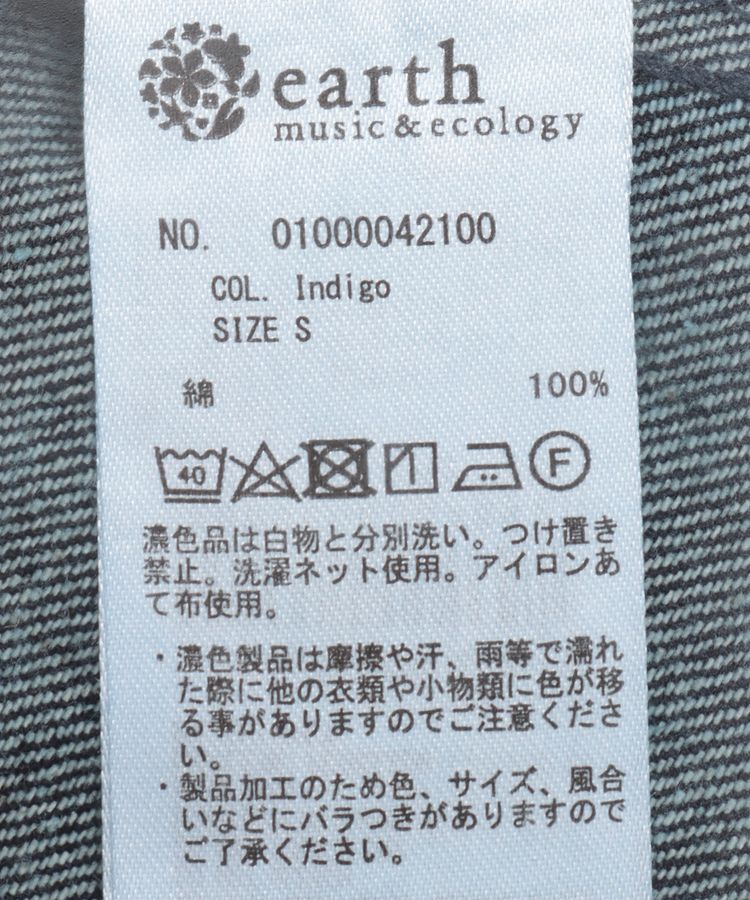 earth
music&ecology
NO. 01000042100
COL. Indigo
SIZE S
綿 100%
40 F
濃色品は白物と分別洗い。つけ置き
禁止。洗濯ネット使用。アイロンあ
て布使用。
・濃色製品は摩擦や汗、雨等で濡れ
た際に他の衣類や小物類に色が移
る事がありますのでご注意くださ
い。
・製品加工のため色、サイズ、風合
いなどにバラつきがありますので
ご了承ください。